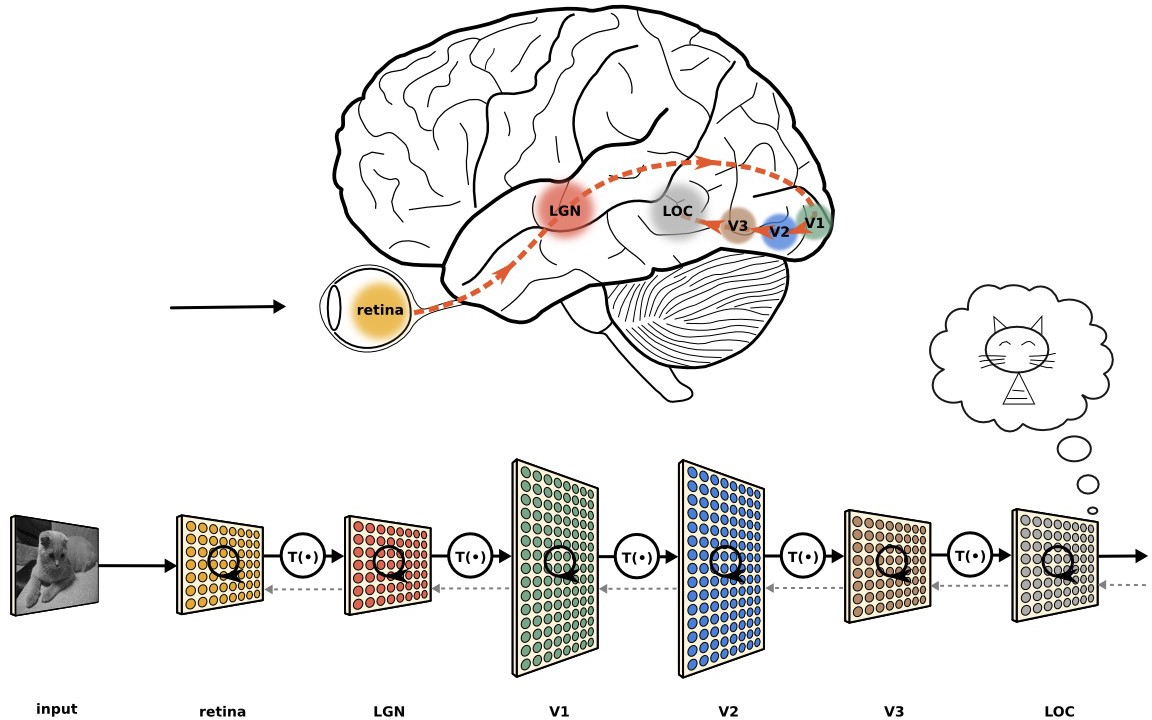 LGN
LOC
V3
V2
V1
retina
T(•)
T(•)
T(•)
T(•)
T(•)
input
retina
LGN
V1
V2
V3
LOC